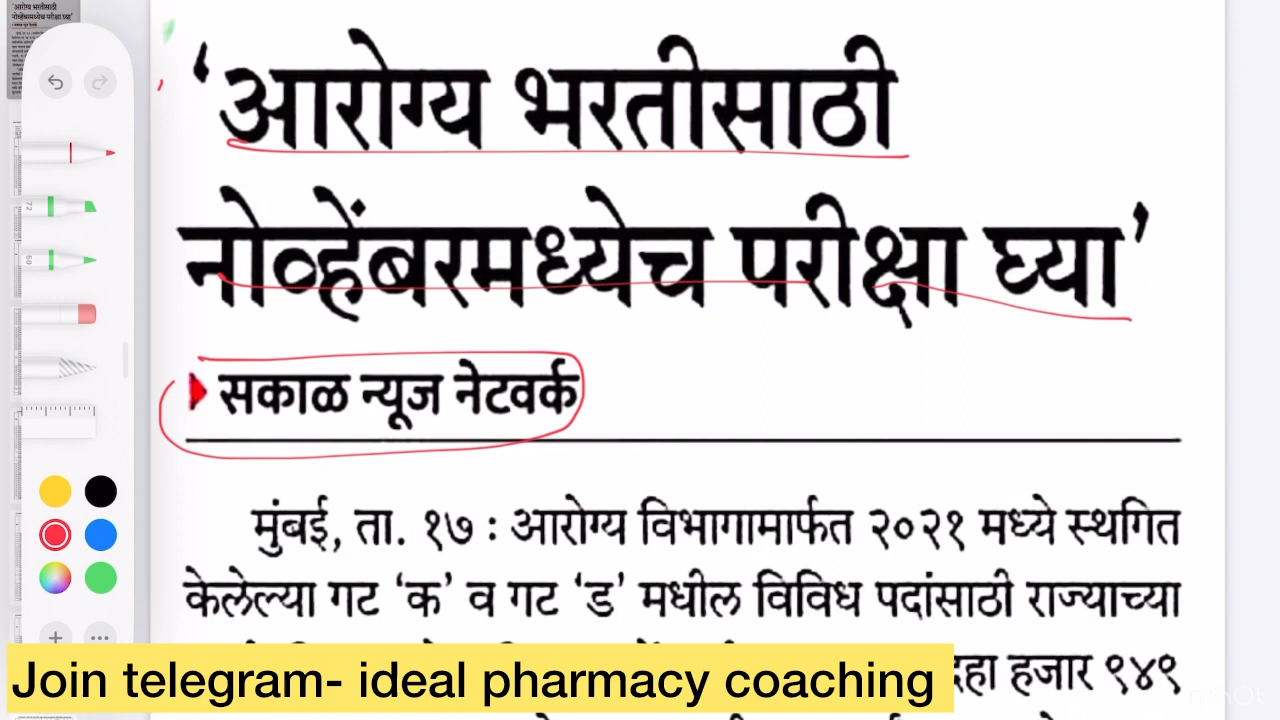 ‘आरोग्य भरतीसाठी
नोव्हेंबरमध्येच परीक्षा घ्या’
सकाळ न्यूज नेटवर्क
मुंबई, ता. १७ : आरोग्य विभागामार्फत २०२१ मध्ये स्थगित
केलेल्या गट ‘क’ व गट ‘ड’ मधील विविध पदांसाठी राज्याच्या
दहा हजार ९४९
Join telegram- ideal pharmacy coaching